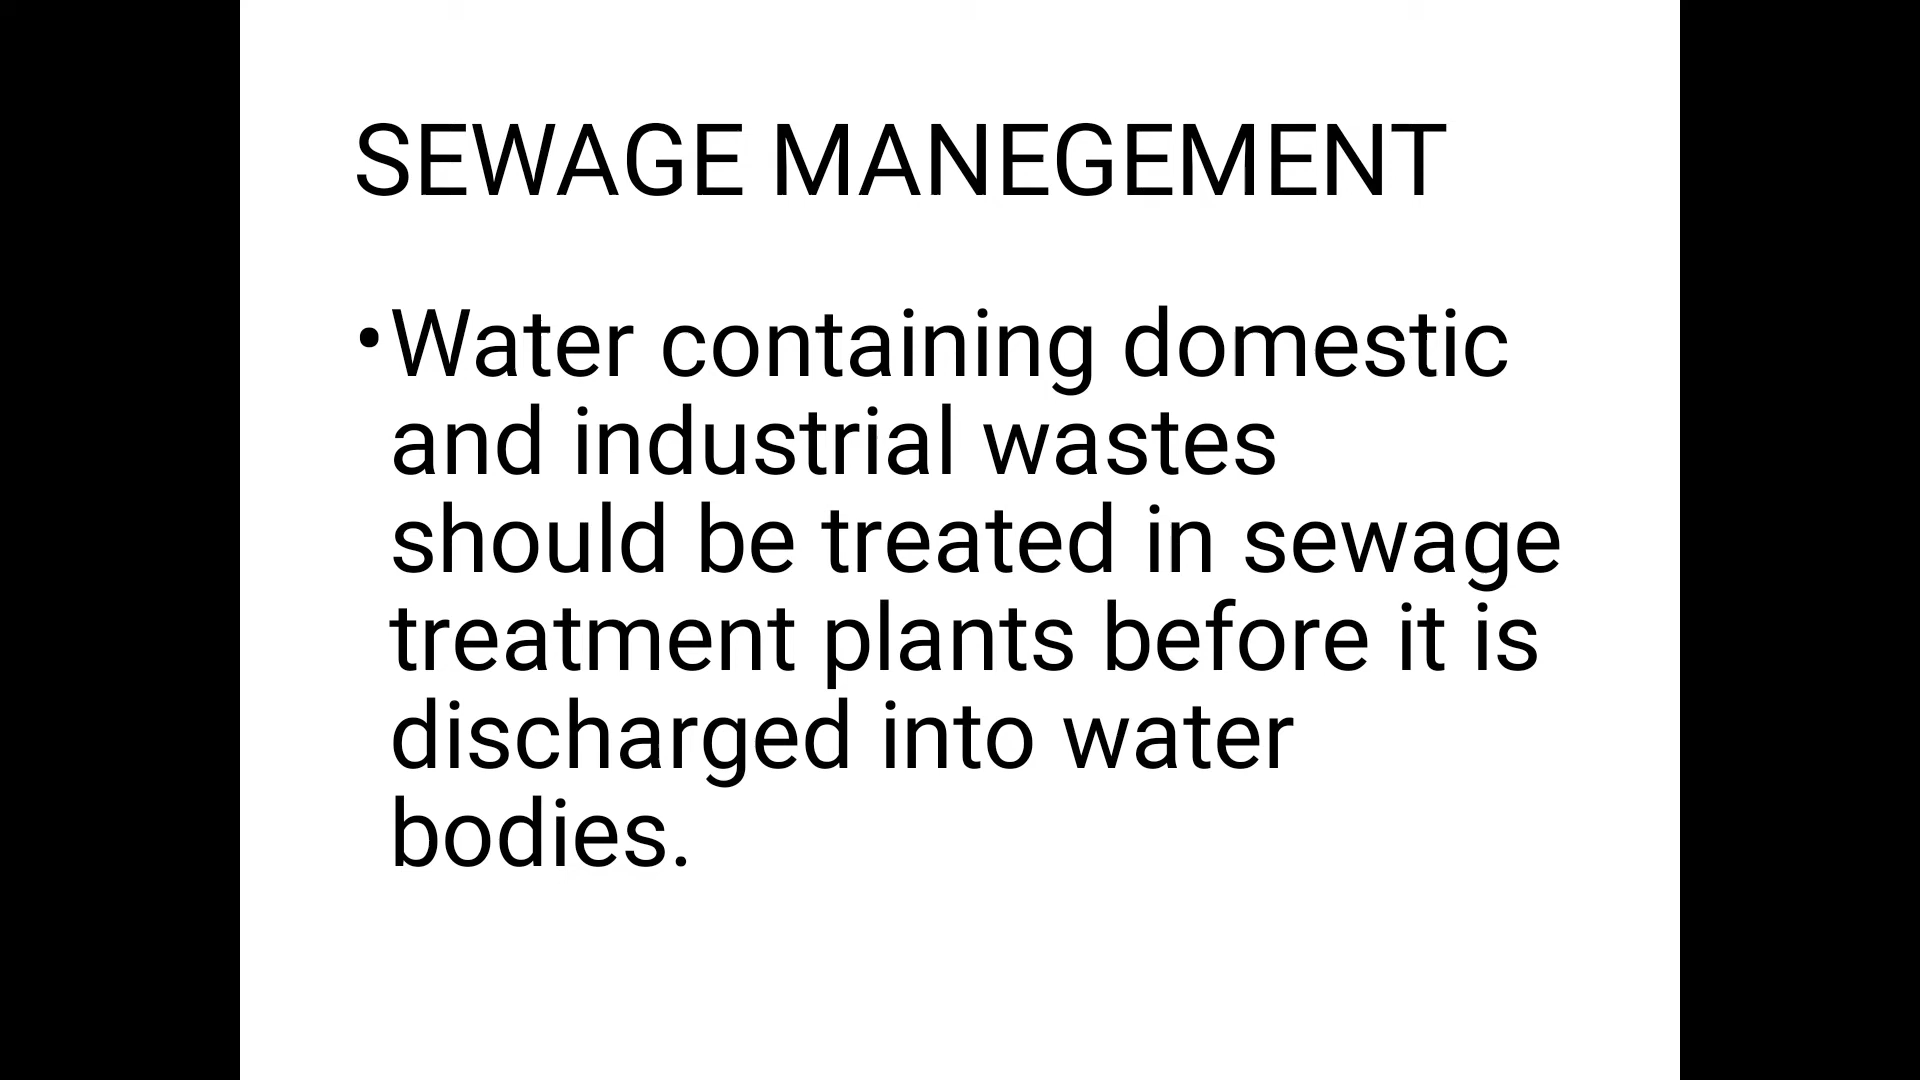 SEWAGE MANEGEMENT
•Water containing domestic
and industrial wastes
should be treated in sewage
treatment plants before it is
discharged into water
bodies.